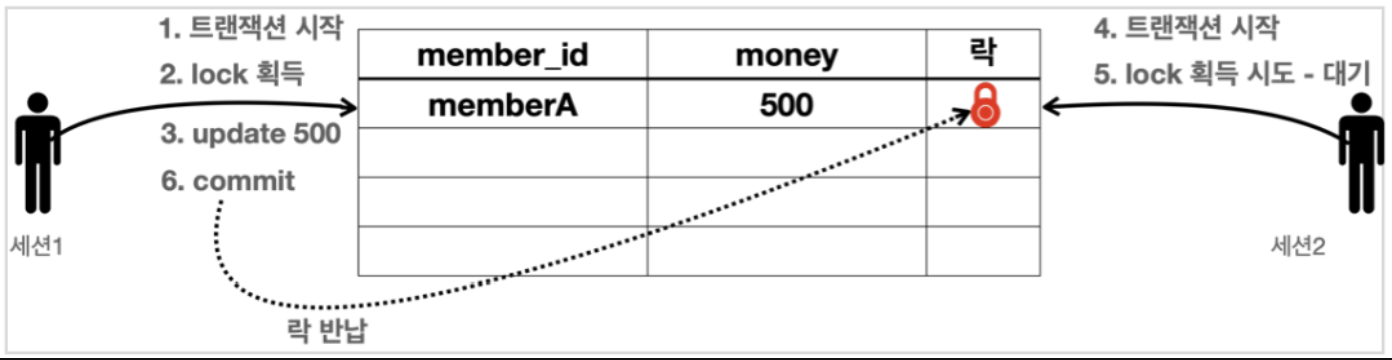 1. 트랜잭션 시작
2. lock 획득
3. update 500
6. commit
세션1
락 반납
member_id money 락
memberA 500
4. 트랜잭션 시작
5. lock 획득 시도 - 대기
세션2